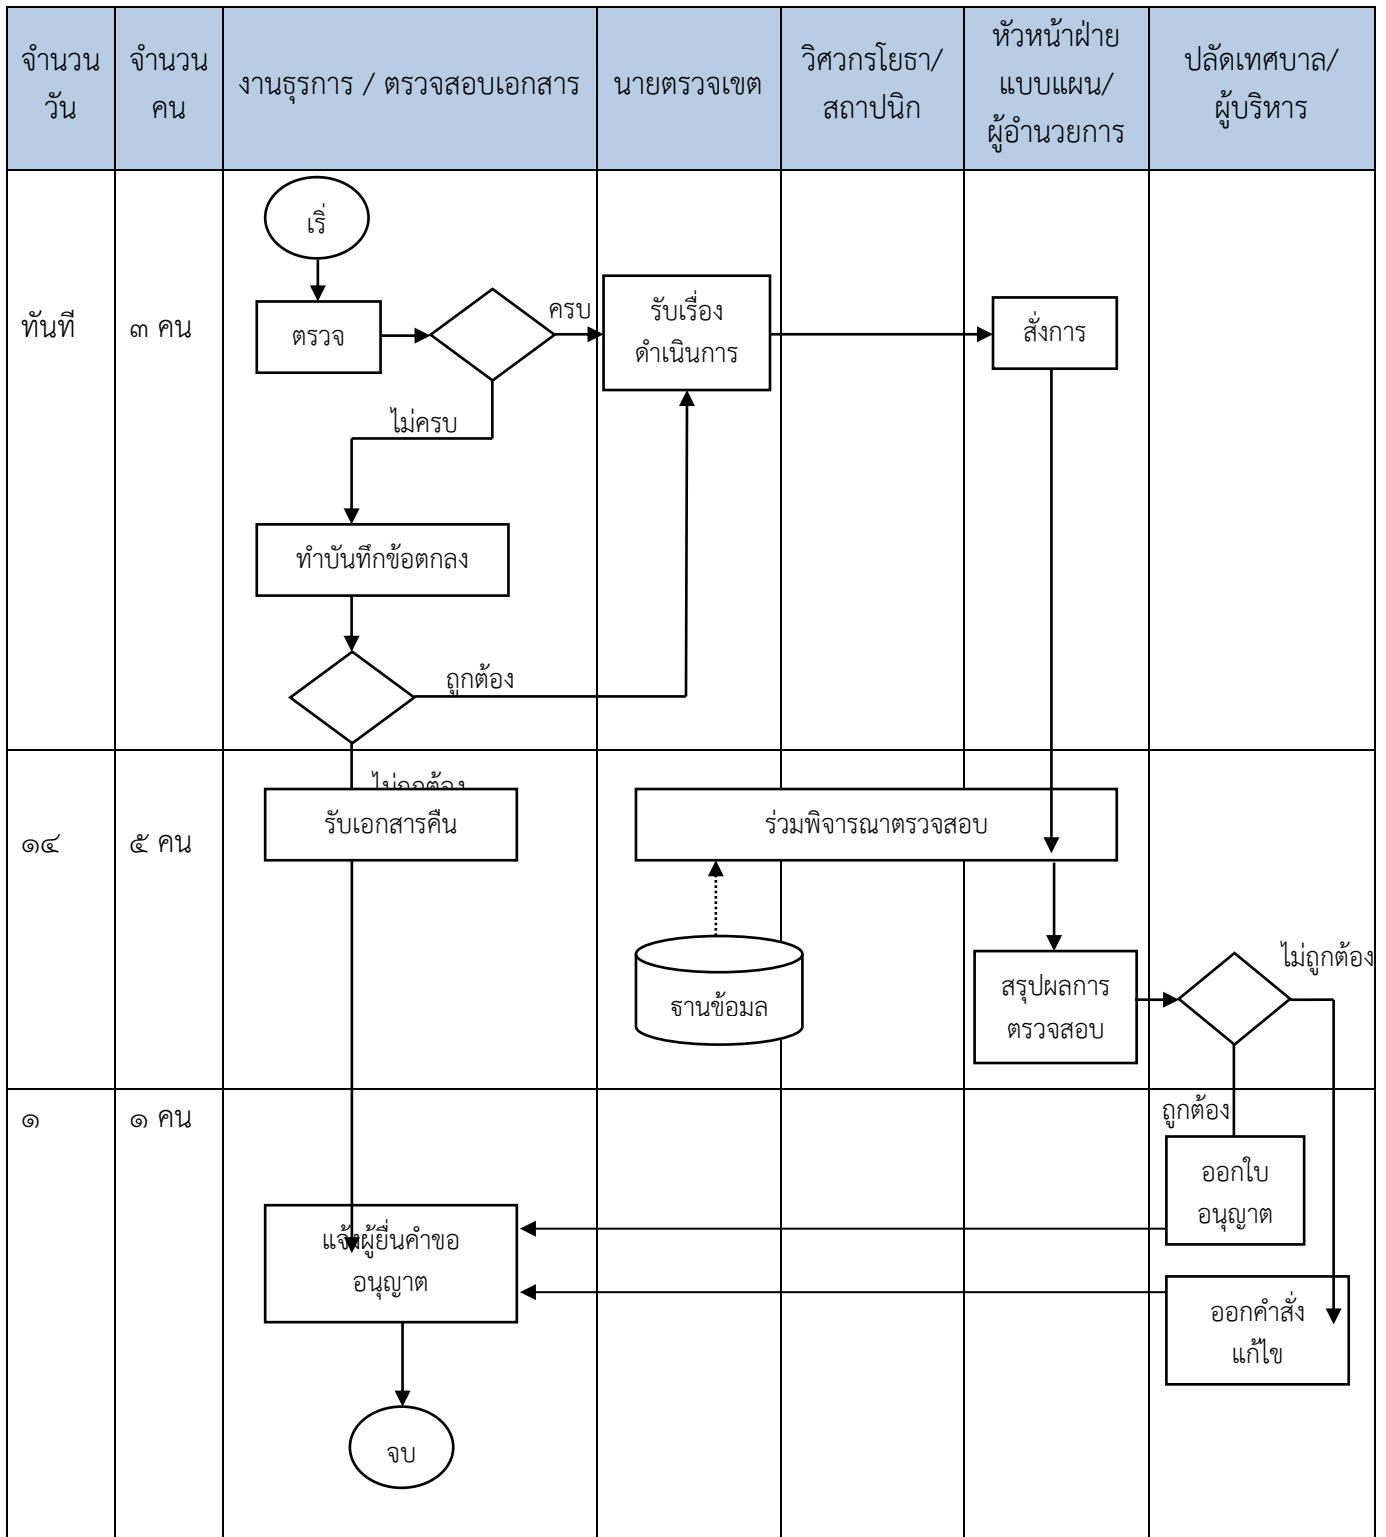 จำนวน
วัน
จำนวน
คน
งานธุรการ / ตรวจสอบเอกสาร
นายตรวจเขต
วิศวกรโยธา/
สถาปนิก
หัวหน้าฝ่าย
แบบแผน/
ผู้อำนวยการ
ปลัดเทศบาล/
ผู้บริหาร
เริ่
ทันที
๓ คน
ตรวจ
ครบ
รับเรื่อง
ดำเนินการ
สั่งการ
ไม่ครบ
ทำบันทึกข้อตกลง
ถูกต้อง
ไม่ถูกต้อง
๑๔
๕ คน
รับเอกสารคืน
ร่วมพิจารณาตรวจสอบ
ฐานข้อมูล
สรุปผลการ
ตรวจสอบ
ไม่ถูกต้อง
๑
๑ คน
ถูกต้อง
ออกใบ
อนุญาต
แจ้งผู้ยื่นคำขอ
อนุญาต
ออกคำสั่ง
แก้ไข
จบ